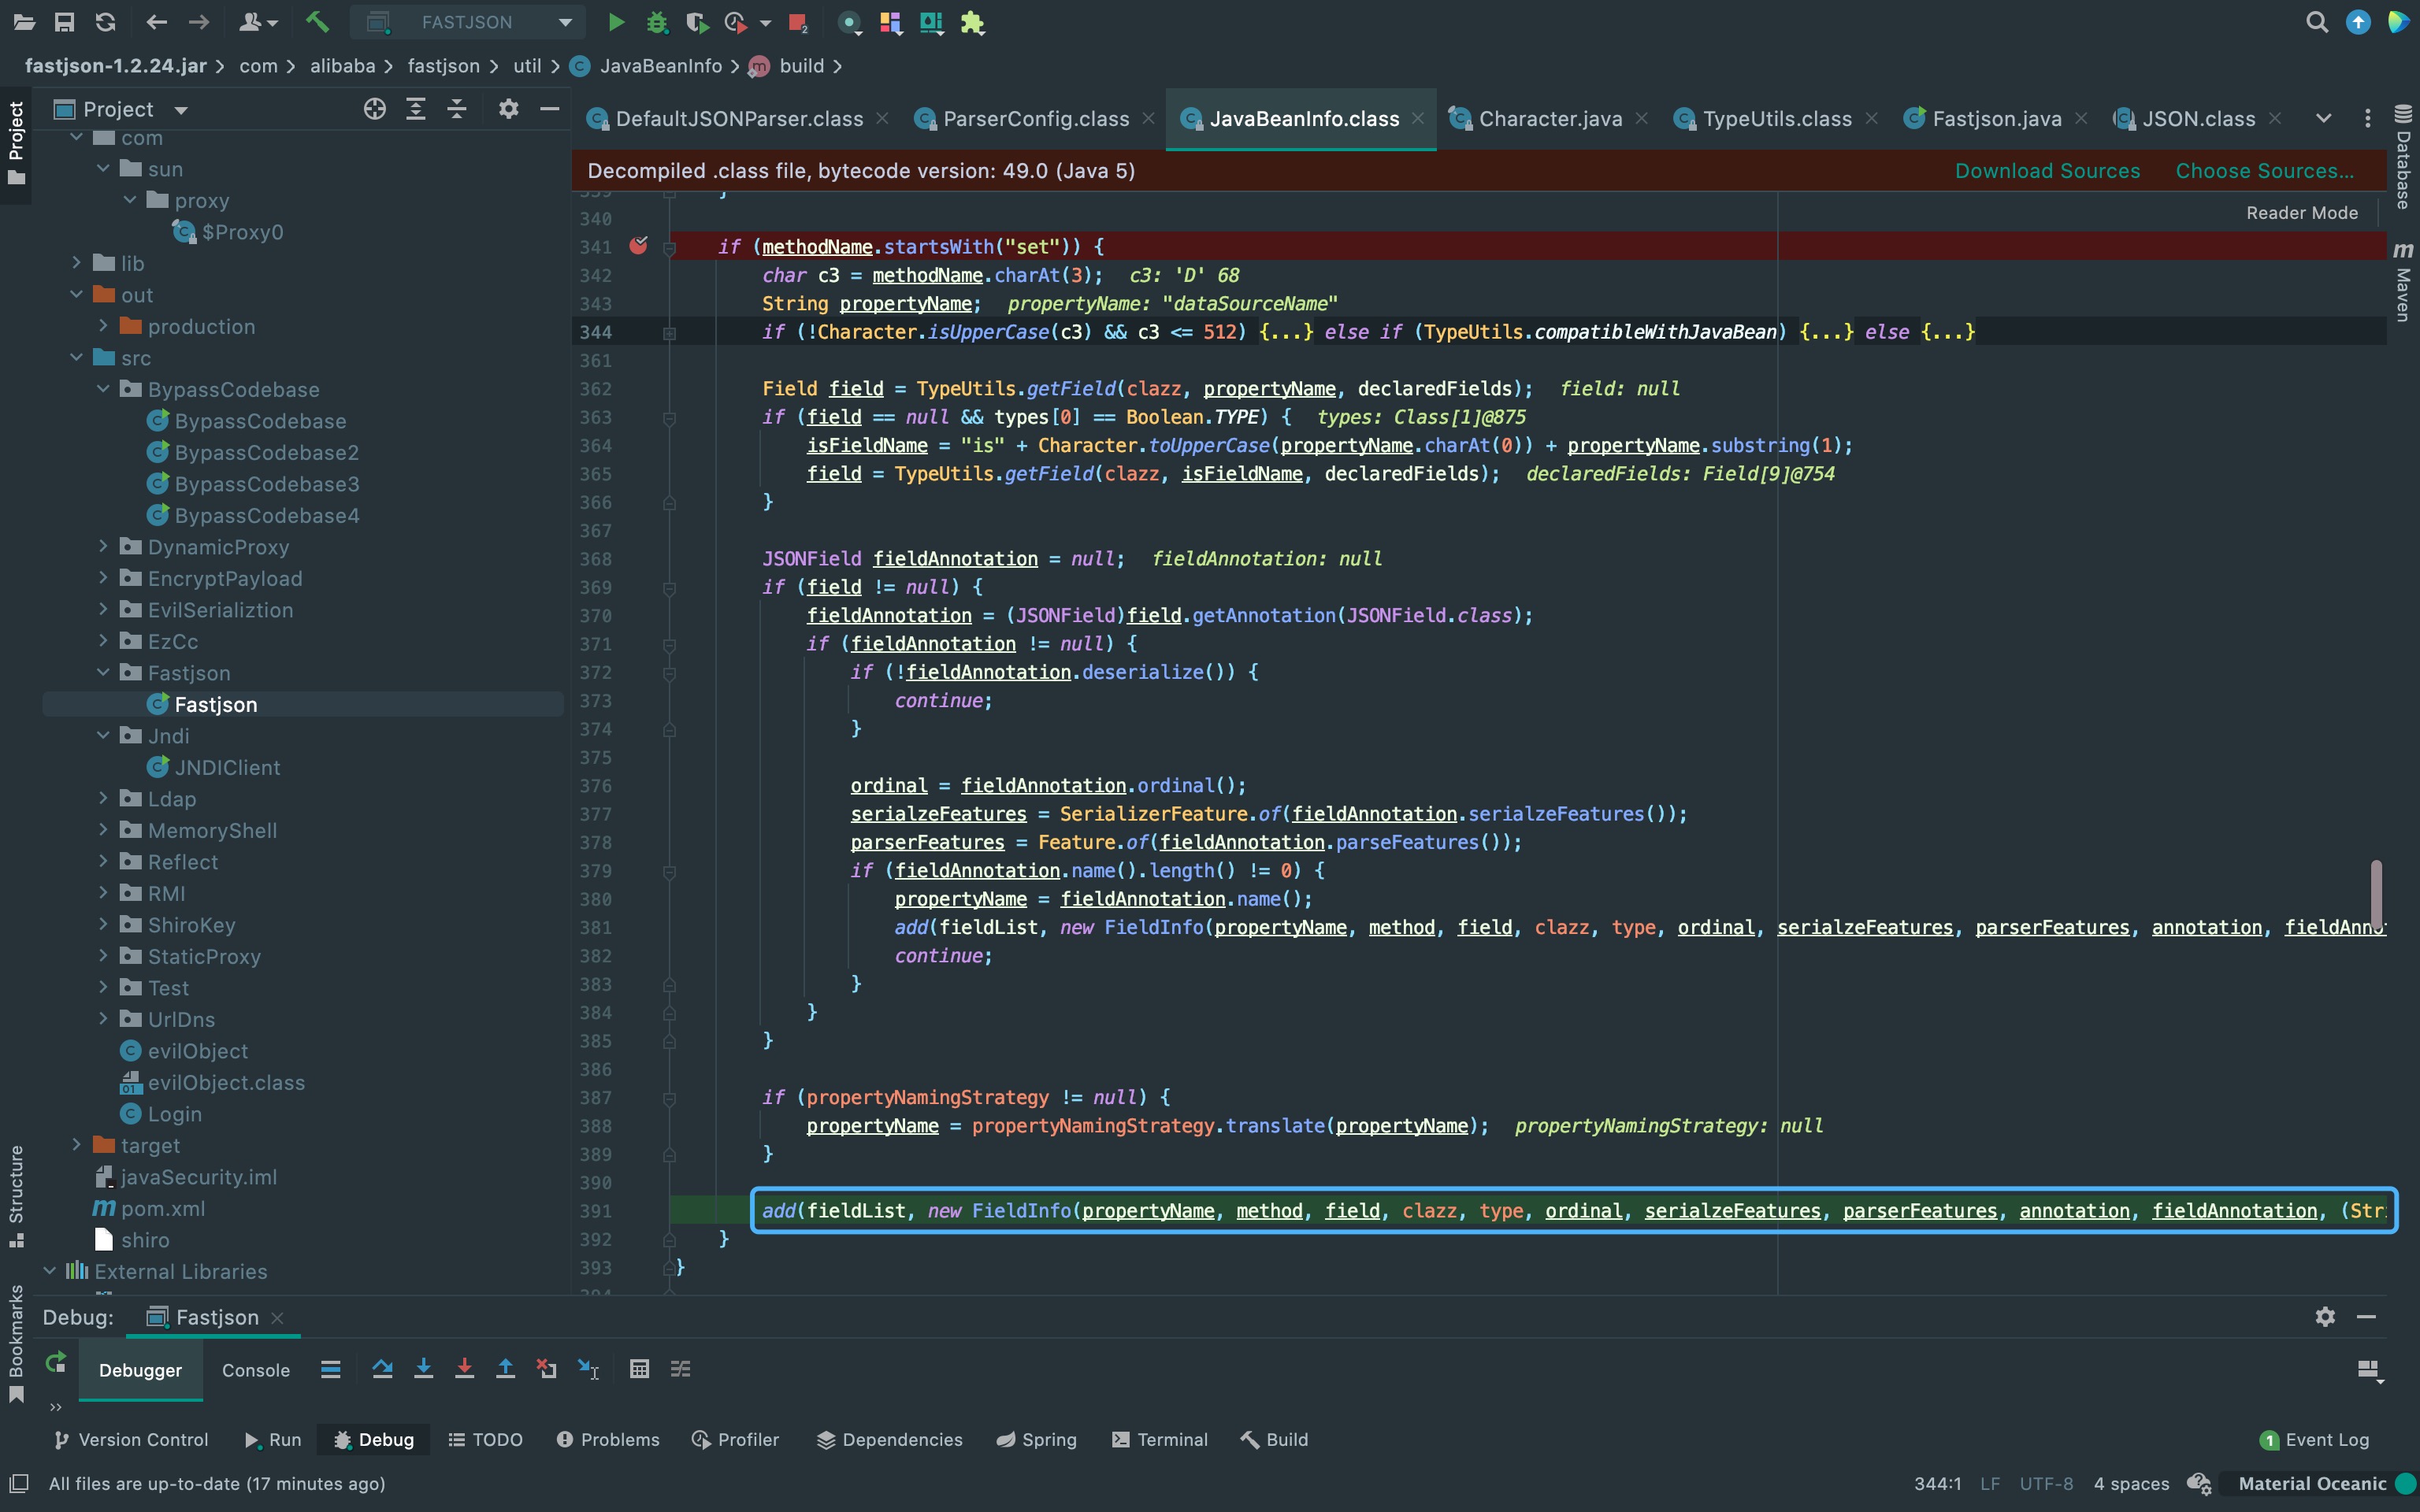 FASTJSON
2
fastjson-1.2.24.jar > com > alibaba > fastjson > util > JavaBeanInfo > build >
Project
DefaultJSONParser.class
ParserConfig.class
JavaBeanInfo.class
Character.java
TypeUtils.class
Fastjson.java
JSON.class
Decompiled .class file, bytecode version: 49.0 (Java 5)
Download Sources
Choose Sources...
Reader Mode
Project
Structure
Bookmarks
Database
Maven
com
sun
proxy
$Proxy0
lib
out
production
src
BypassCodebase
BypassCodebase
BypassCodebase2
BypassCodebase3
BypassCodebase4
DynamicProxy
EncryptPayload
EvilSerializtion
EzCc
Fastjson
Fastjson
Jndi
JNDIClient
Ldap
MemoryShell
Reflect
RMI
ShiroKey
StaticProxy
Test
UrlDns
evilObject
evilObject.class
Login
target
javaSecurity.iml
pom.xml
shiro
External Libraries
339 }
340
341 if (methodName.startsWith("set")) {
342 char c3 = methodName.charAt(3); c3: 'D' 68
343 String propertyName; propertyName: "dataSourceName"
344 if (!Character.isUpperCase(c3) && c3 <= 512) {...} else if (TypeUtils.compatibleWithJavaBean) {...} else {...}
361
362 Field field = TypeUtils.getField(clazz, propertyName, declaredFields); field: null
363 if (field == null && types[0] == Boolean.TYPE) { types: Class[1]@875
364 isFieldName = "is" + Character.toUpperCase(propertyName.charAt(0)) + propertyName.substring(1);
365 field = TypeUtils.getField(clazz, isFieldName, declaredFields); declaredFields: Field[9]@754
366 }
367
368 JSONField fieldAnnotation = null; fieldAnnotation: null
369 if (field != null) {
370 fieldAnnotation = (JSONField)field.getAnnotation(JSONField.class);
371 if (fieldAnnotation != null) {
372 if (!fieldAnnotation.deserialize()) {
373 continue;
374 }
375
376 ordinal = fieldAnnotation.ordinal();
377 serialzeFeatures = SerializerFeature.of(fieldAnnotation.serialzeFeatures());
378 parserFeatures = Feature.of(fieldAnnotation.parseFeatures());
379 if (fieldAnnotation.name().length() != 0) {
380 propertyName = fieldAnnotation.name();
381 add(fieldList, new FieldInfo(propertyName, method, field, clazz, type, ordinal, serialzeFeatures, parserFeatures, annotation, fieldAnno
382 continue;
383 }
384 }
385 }
386
387 if (propertyNamingStrategy != null) {
388 propertyName = propertyNamingStrategy.translate(propertyName); propertyNamingStrategy: null
389 }
390
391 add(fieldList, new FieldInfo(propertyName, method, field, clazz, type, ordinal, serialzeFeatures, parserFeatures, annotation, fieldAnnotation, (Str
392 }
393 }
Debug: Fastjson
Debugger Console
Version Control Run Debug TODO Problems Profiler Dependencies Spring Terminal Build
1 Event Log
All files are up-to-date (17 minutes ago)
344:1 LF UTF-8 4 spaces Material Oceanic